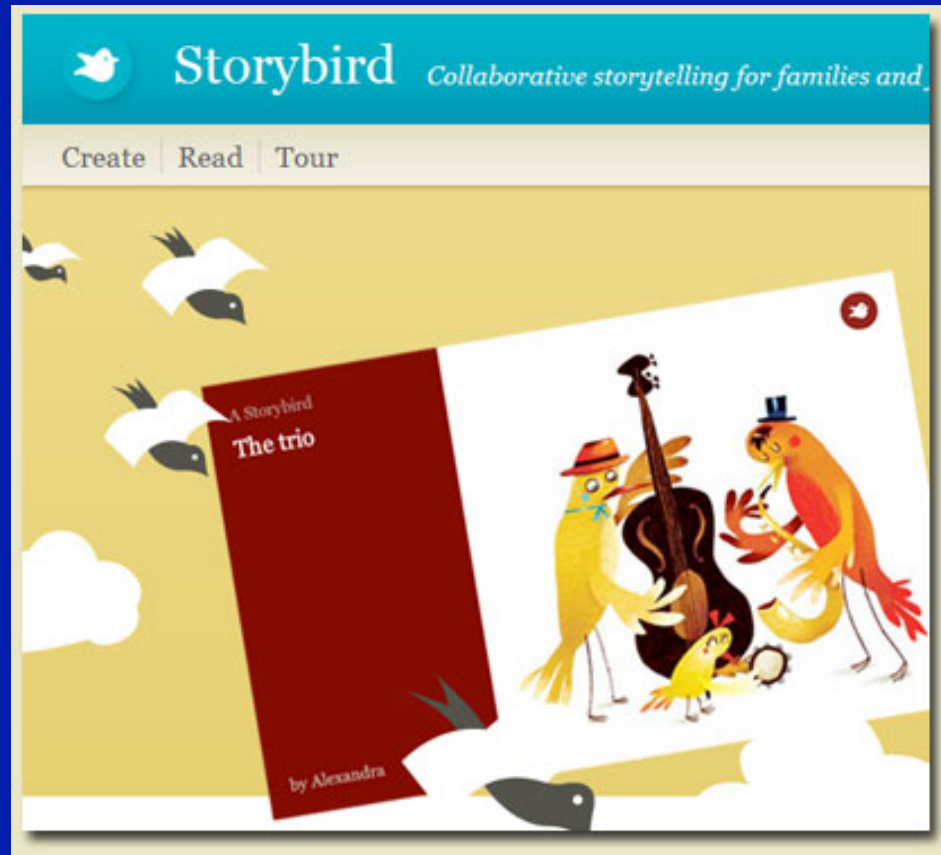 Storybird Collaborative storytelling for families and
Create Read Tour
A Storybird
The trio
by Alexandra